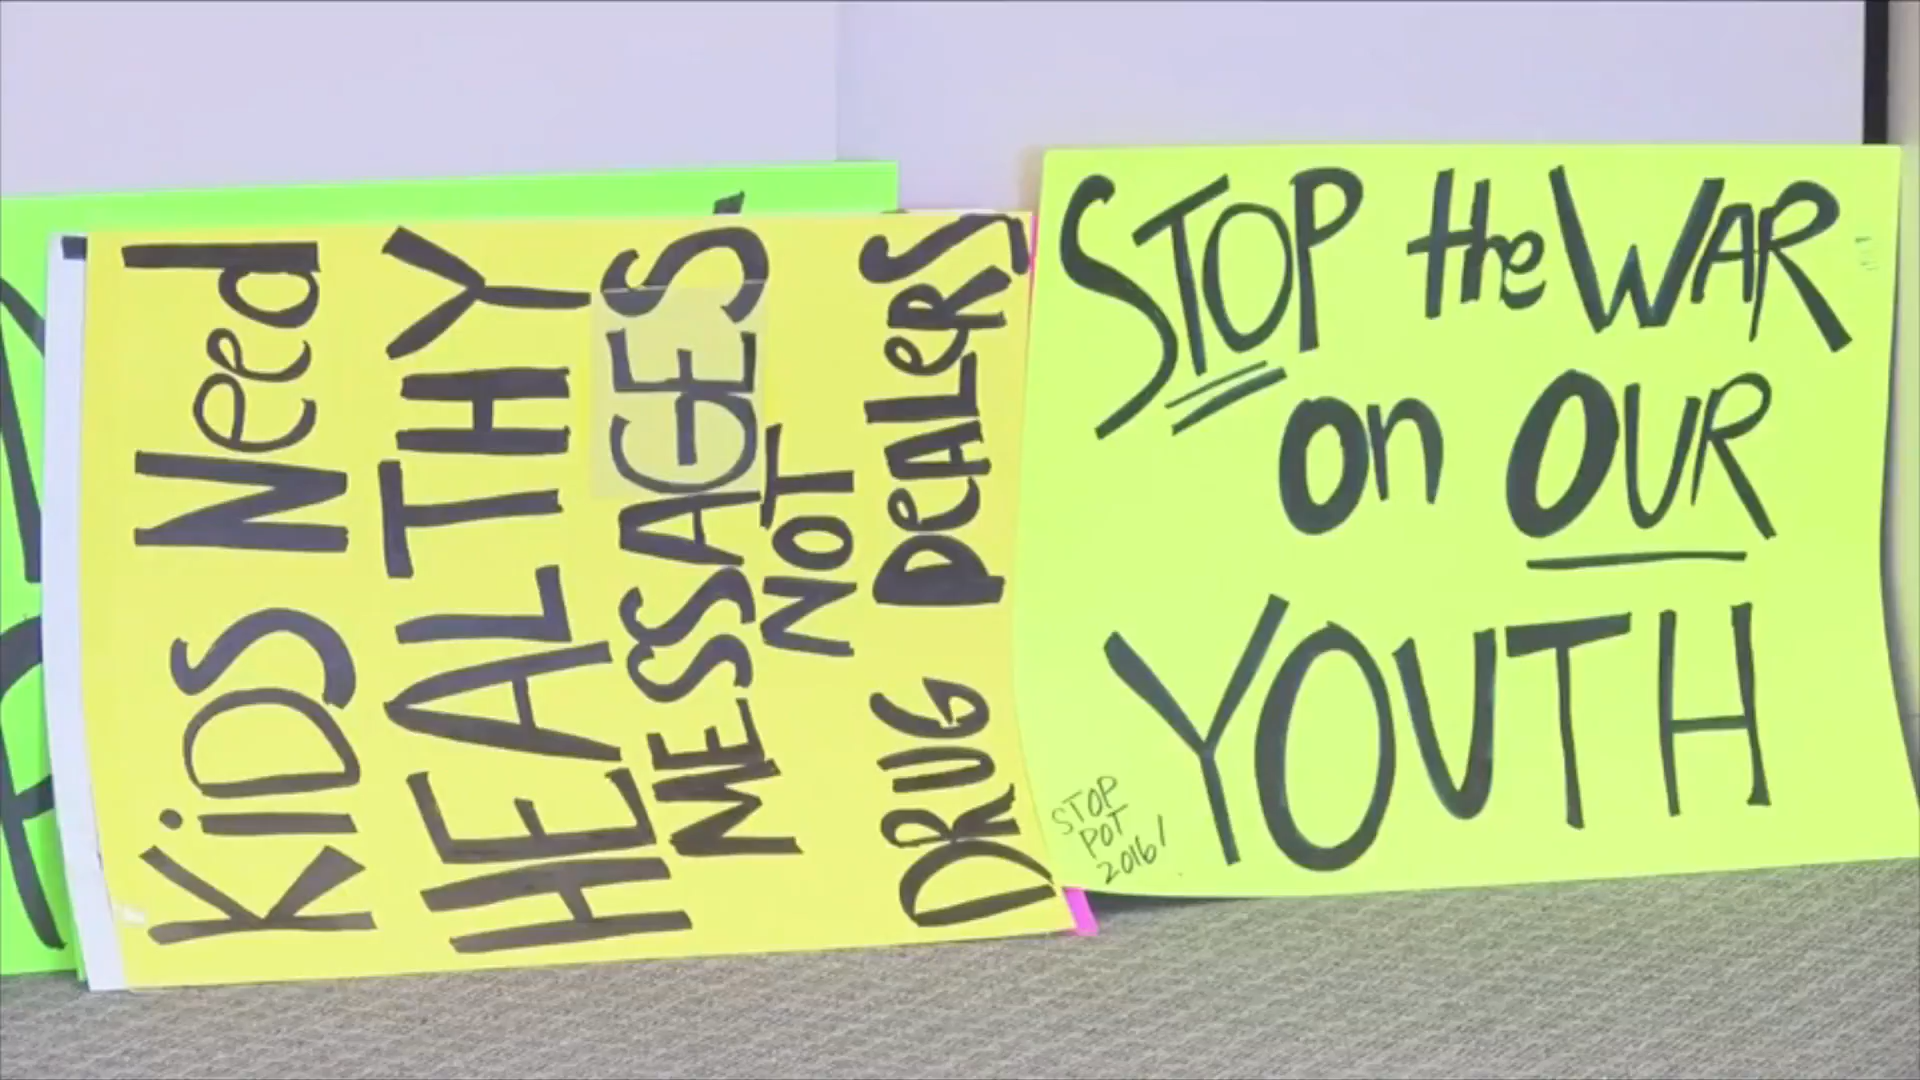 Kids Need
HEALTHY
MESSAGES
NOT
DRUG DeALeRS
STOP the WAR
on OUR
YOUTH
STOP
POT
2016!